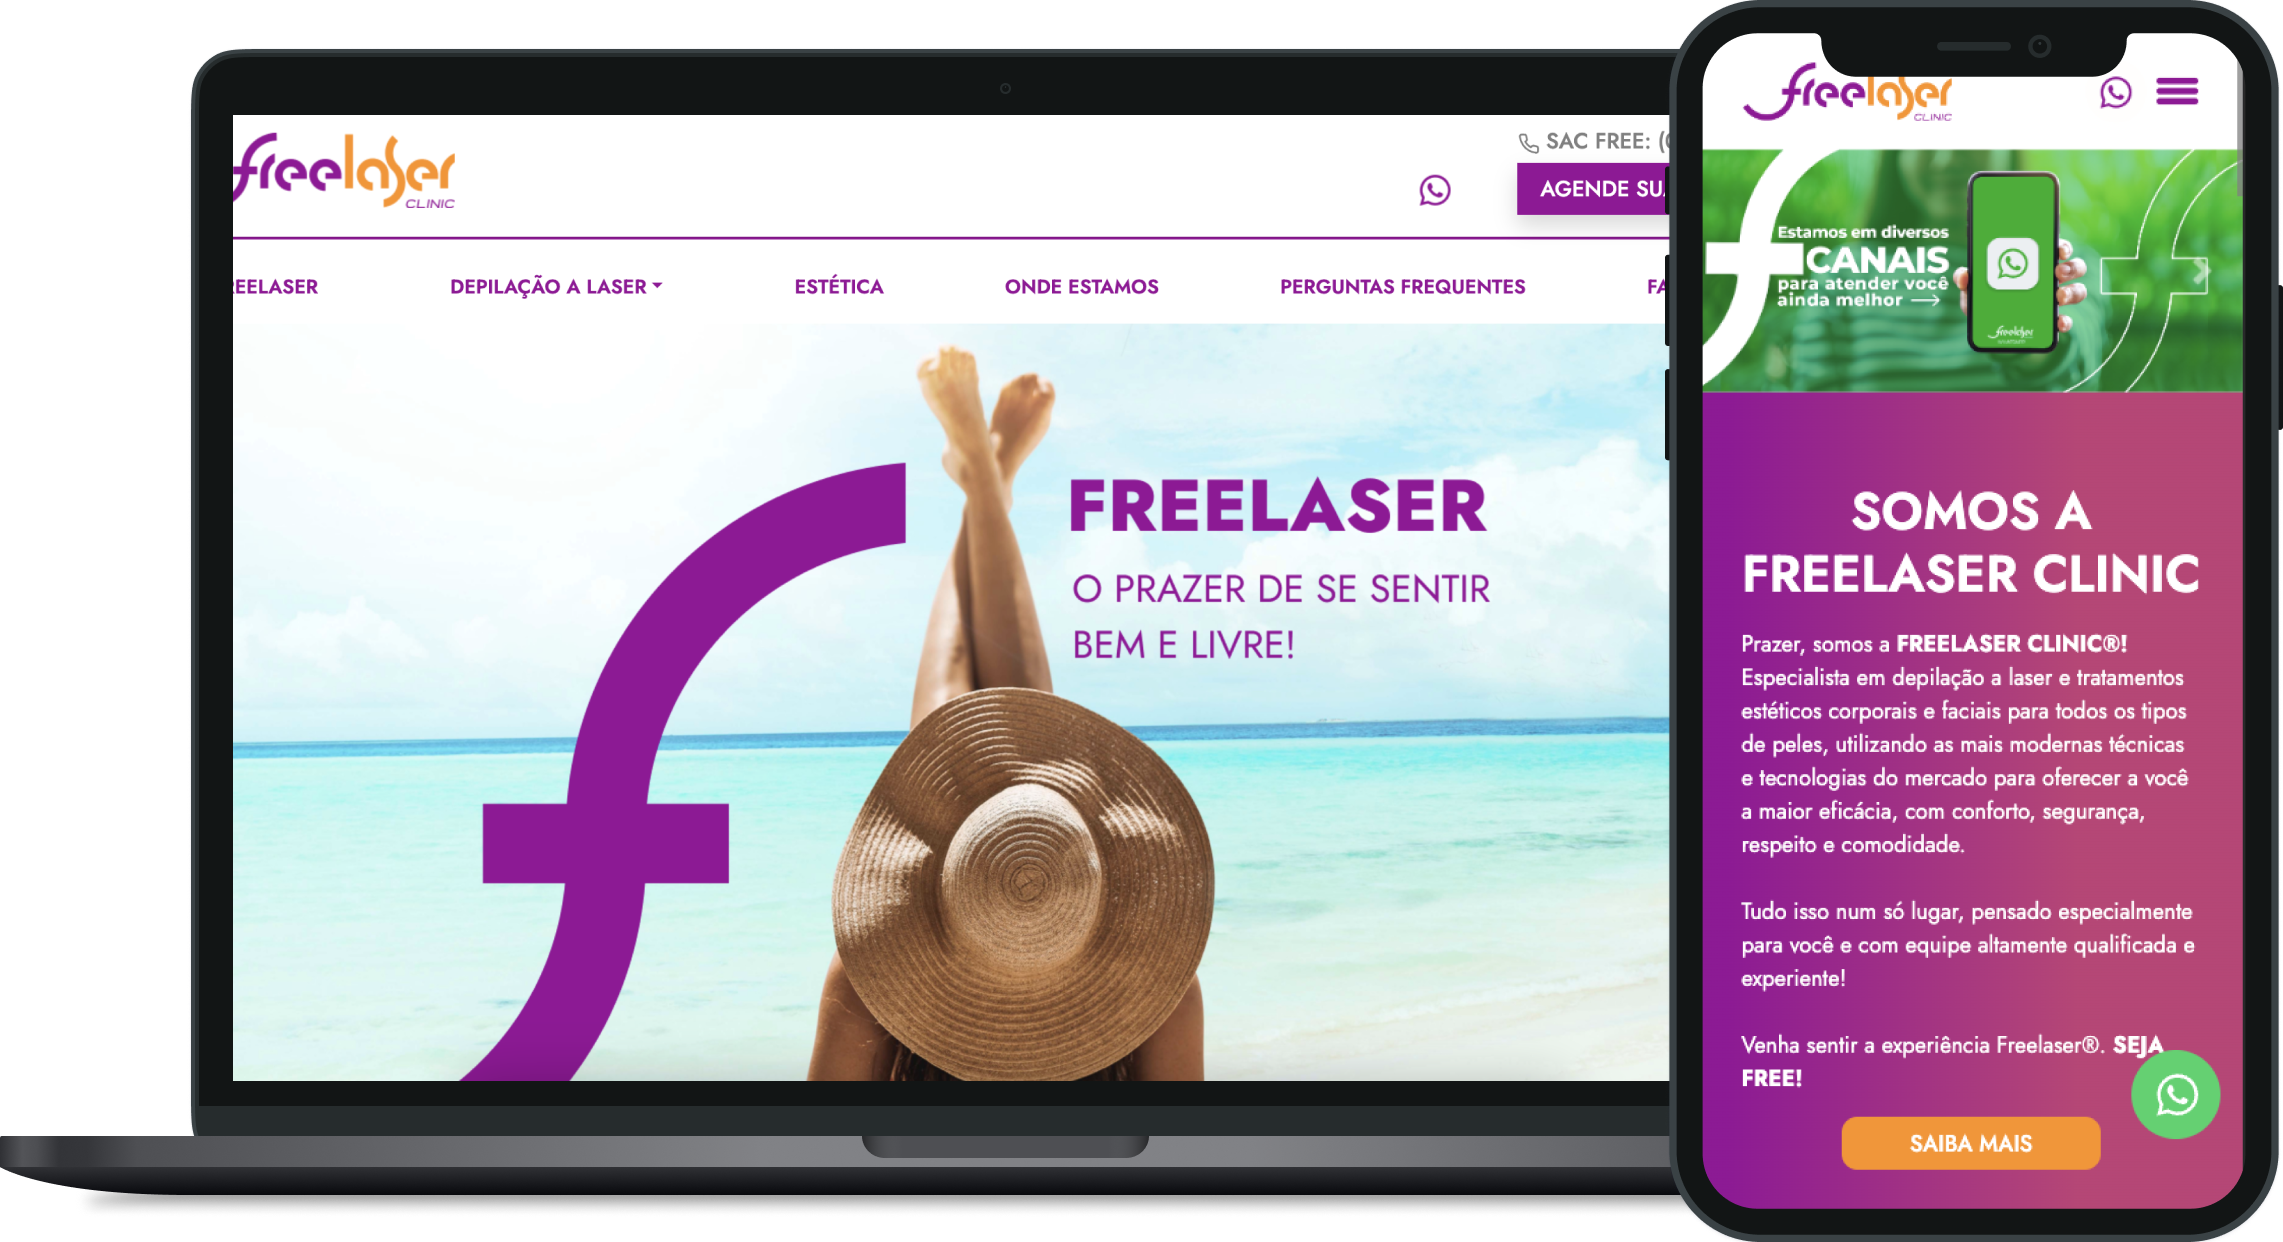 freelaser
CLINIC
SAC FREE: (
AGENDE SU
REELASER
DEPILAÇÃO A LASER
ESTÉTICA
ONDE ESTAMOS
PERGUNTAS FREQUENTES
FREELASER
O PRAZER DE SE SENTIR
BEM E LIVRE!
freelaser
CLINIC
Estamos em diversos
CANAIS
para atender você
ainda melhor
freelaser
SOMOS A
FREELASER CLINIC
Prazer, somos a FREELASER CLINIC®!
Especialista em depilação a laser e tratamentos
estéticos corporais e faciais para todos os tipos
de peles, utilizando as mais modernas técnicas
e tecnologias do mercado para oferecer a você
a maior eficácia, com conforto, segurança,
respeito e comodidade.
Tudo isso num só lugar, pensado especialmente
para você e com equipe altamente qualificada e
experiente!
Venha sentir a experiência Freelaser®. SEJA
FREE!
SAIBA MAIS